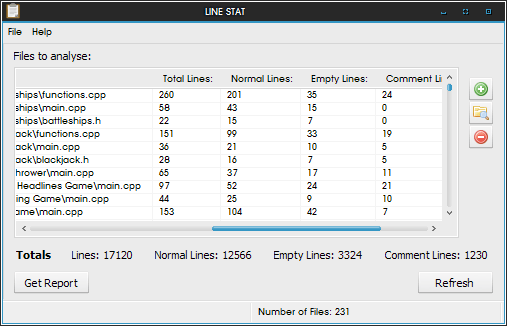 LINE STAT
File Help
Files to analyse:
Total Lines: Normal Lines: Empty Lines: Comment Li
ships\functions.cpp 260 201 35 24
ships\main.cpp 58 43 15 0
ships\battleships.h 22 15 7 0
ack\functions.cpp 151 99 33 19
ack\main.cpp 36 21 10 5
ack\blackjack.h 28 16 7 5
hrower\main.cpp 65 37 17 11
Headlines Game\main.cpp 97 52 24 21
ing Game\main.cpp 44 25 9 10
ame\main.cpp 153 104 42 7
Totals Lines: 17120 Normal Lines: 12566 Empty Lines: 3324 Comment Lines: 1230
Get Report Refresh
Number of Files: 231